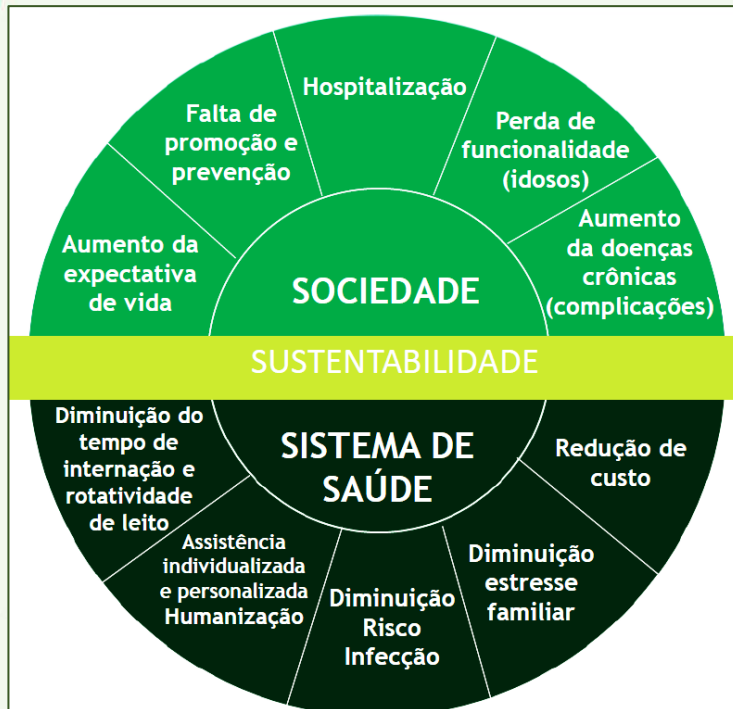 Hospitalização
Falta de
promoção e
prevenção
Perda de
funcionalidade
(idosos)
Aumento da
expectativa
de vida
Aumento
da doenças
crônicas
(complicações)
SOCIEDADE
SUSTENTABILIDADE
SISTEMA DE
SAÚDE
Diminuição do
tempo de
internação e
rotatividade
de leito
Assistência
individualizada
e personalizada
Humanização
Diminuição
Risco
Infecção
Diminuição
estresse
familiar
Redução de
custo